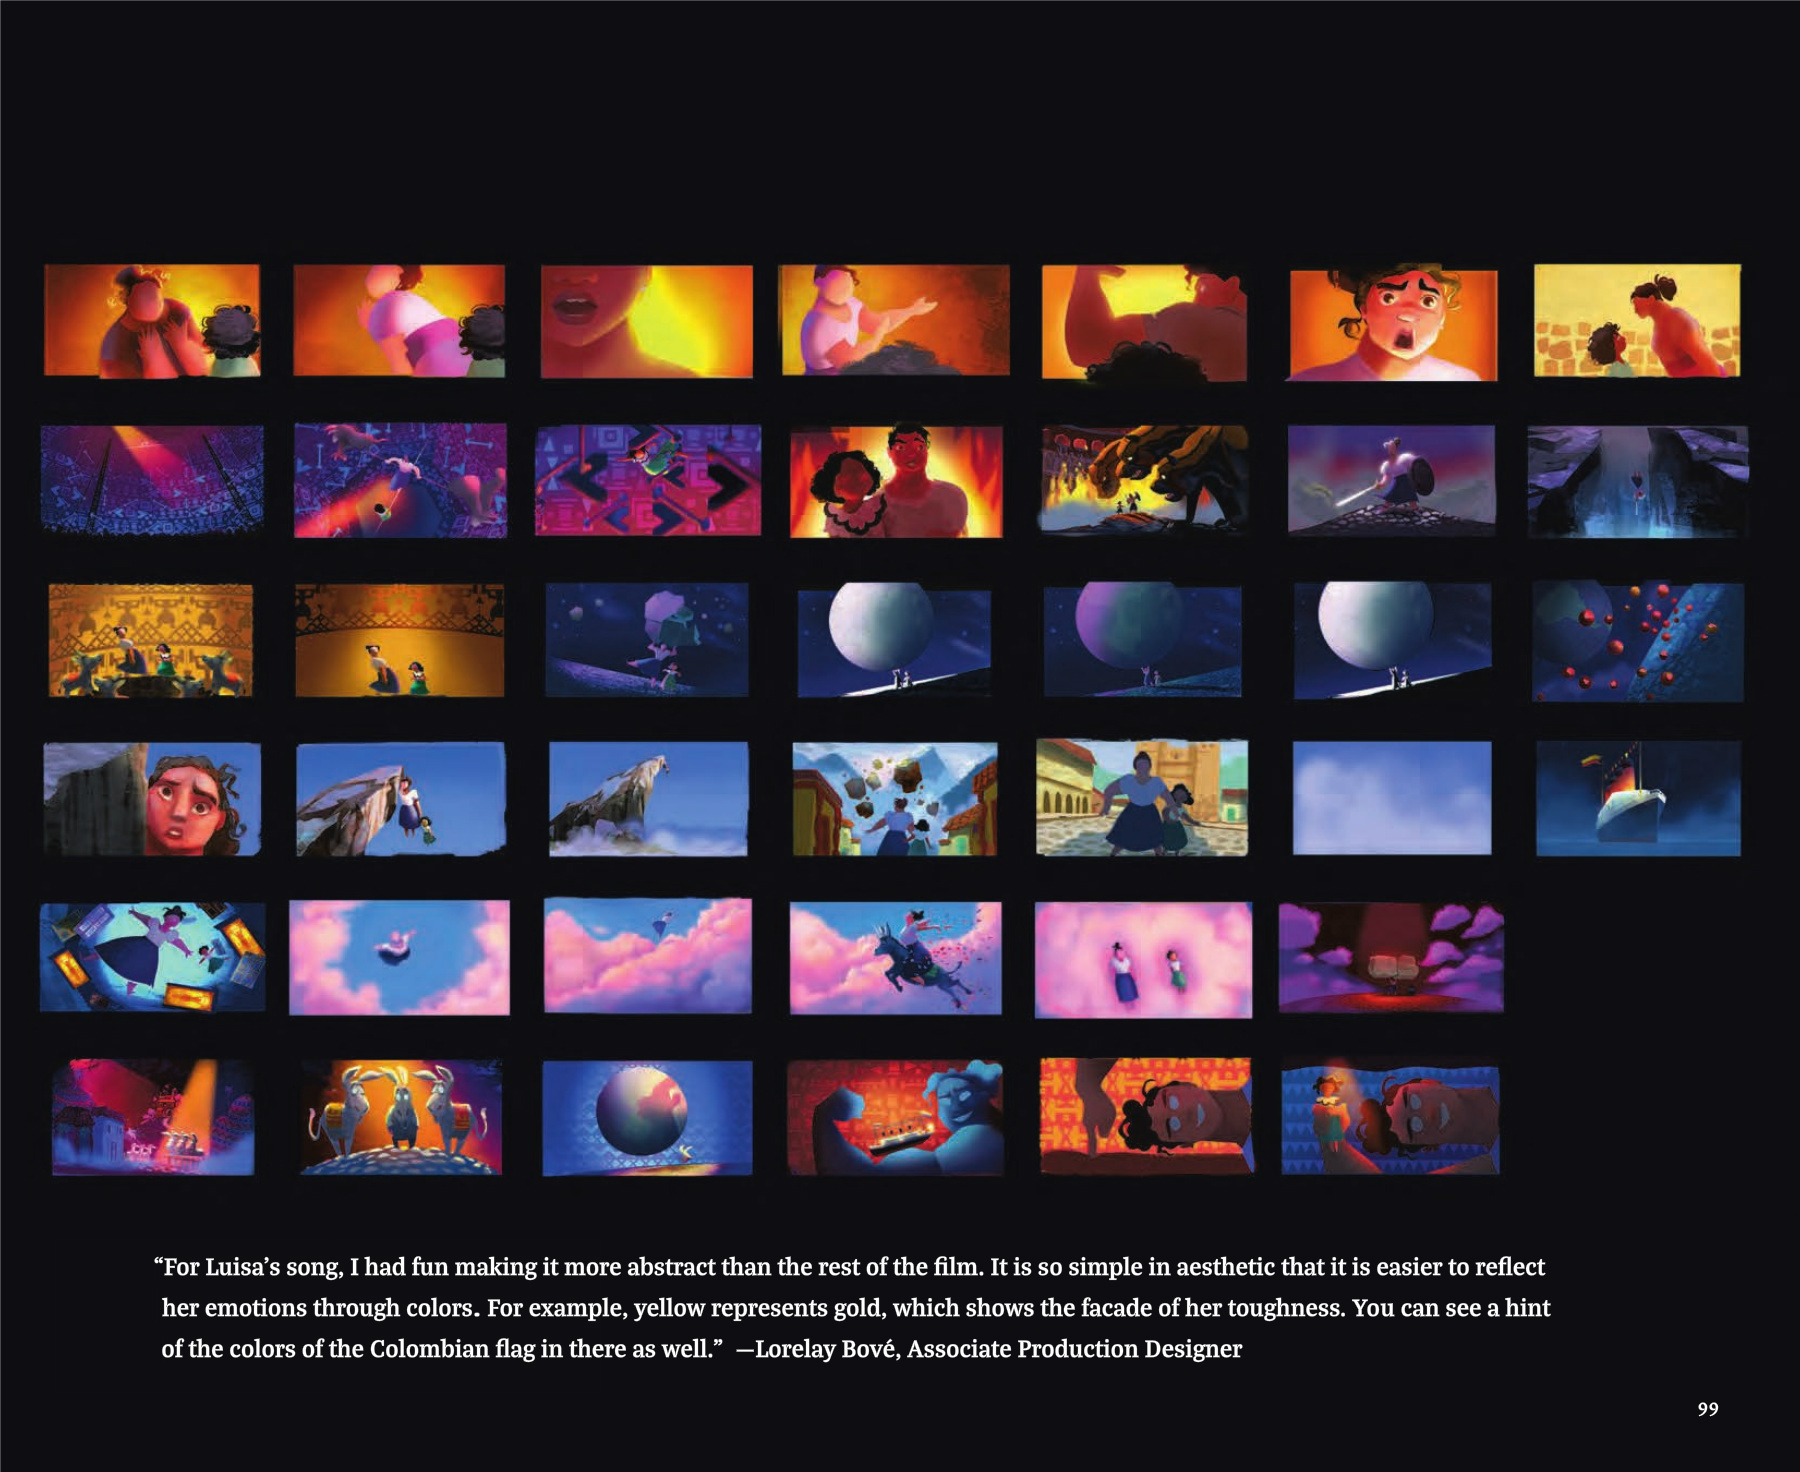 “For Luisa’s song, I had fun making it more abstract than the rest of the film. It is so simple in aesthetic that it is easier to reflect
her emotions through colors. For example, yellow represents gold, which shows the facade of her toughness. You can see a hint
of the colors of the Colombian flag in there as well.” —Lorelay Bové, Associate Production Designer
99